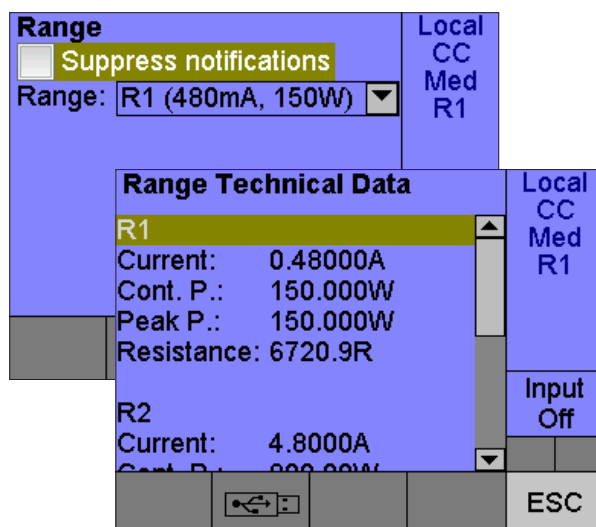 Range
Suppress notifications
Range: R1 (480mA, 150W)
Local
CC
Med
R1
Range Technical Data
R1
Current: 0.48000A
Cont. P.: 150.000W
Peak P.: 150.000W
Resistance: 6720.9R
R2
Current: 4.8000A
Cont. P.:
Local
CC
Med
R1
Input
Off
ESC